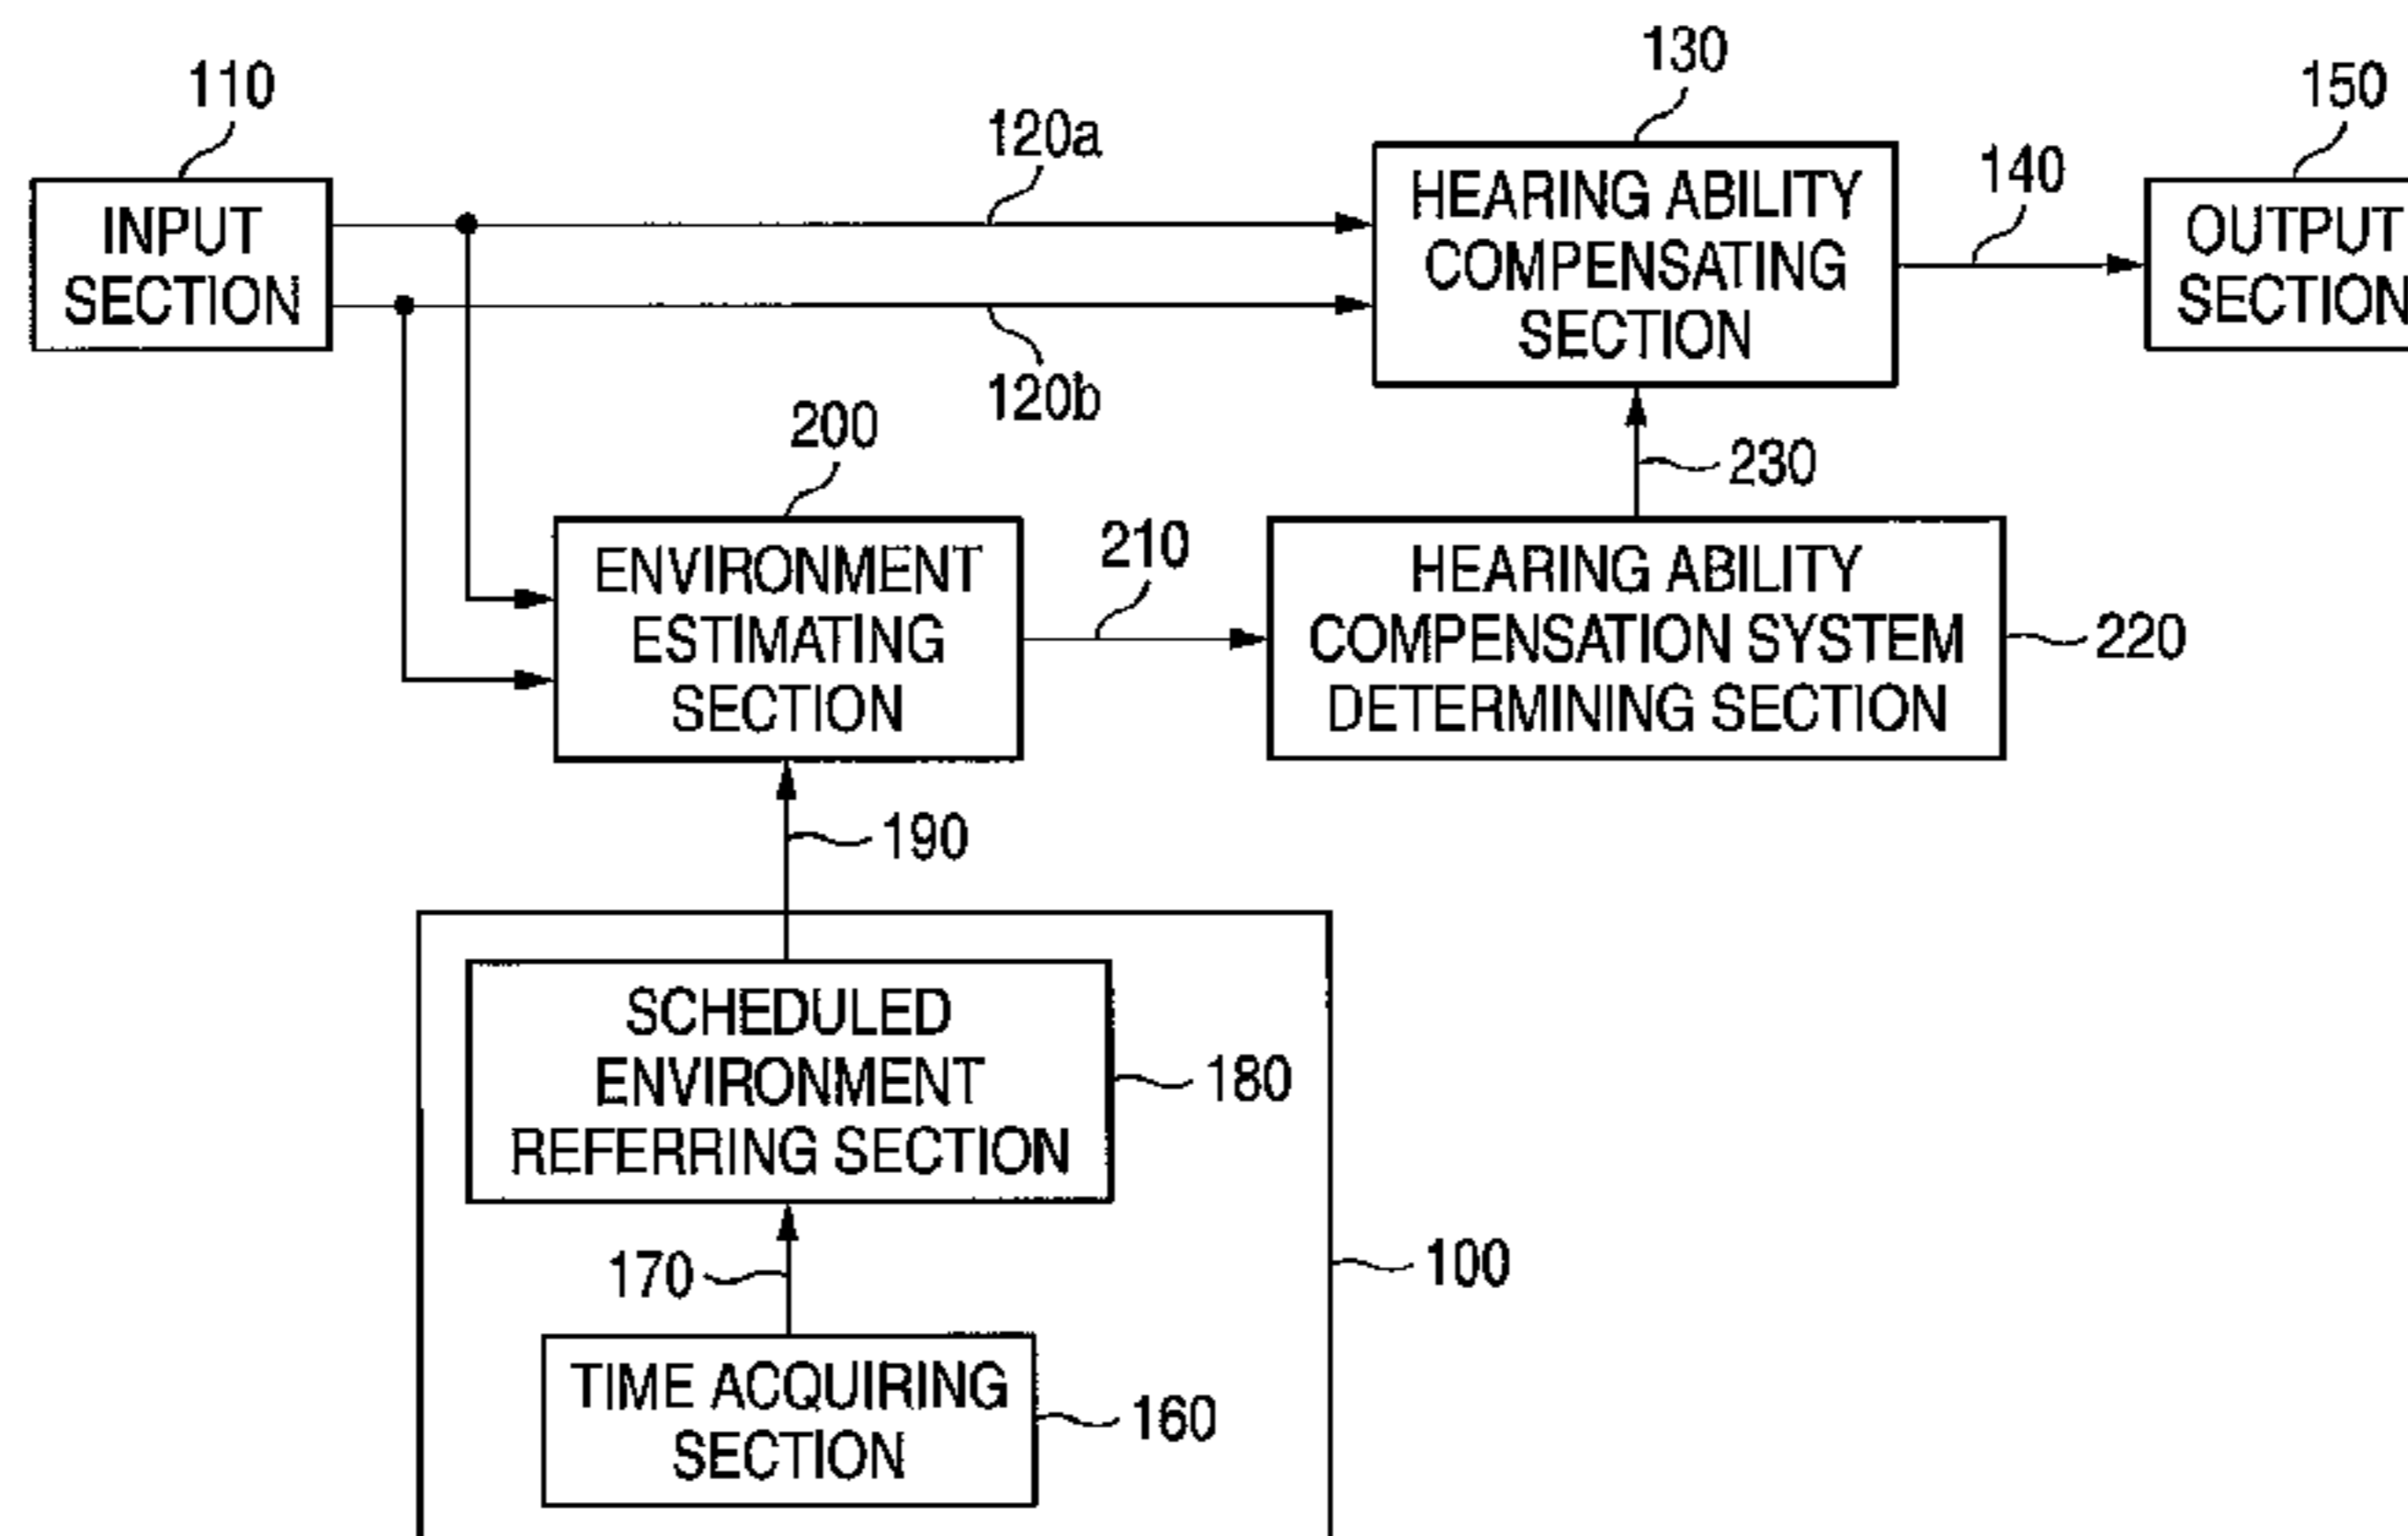 110
INPUT
SECTION
120a
120b
130
HEARING ABILITY
COMPENSATING
SECTION
140
150
OUTPUT
SECTION
200
ENVIRONMENT
ESTIMATING
SECTION
210
230
HEARING ABILITY
COMPENSATION SYSTEM
DETERMINING SECTION
220
190
SCHEDULED
ENVIRONMENT
REFERRING SECTION
180
170
100
TIME ACQUIRING
SECTION
160